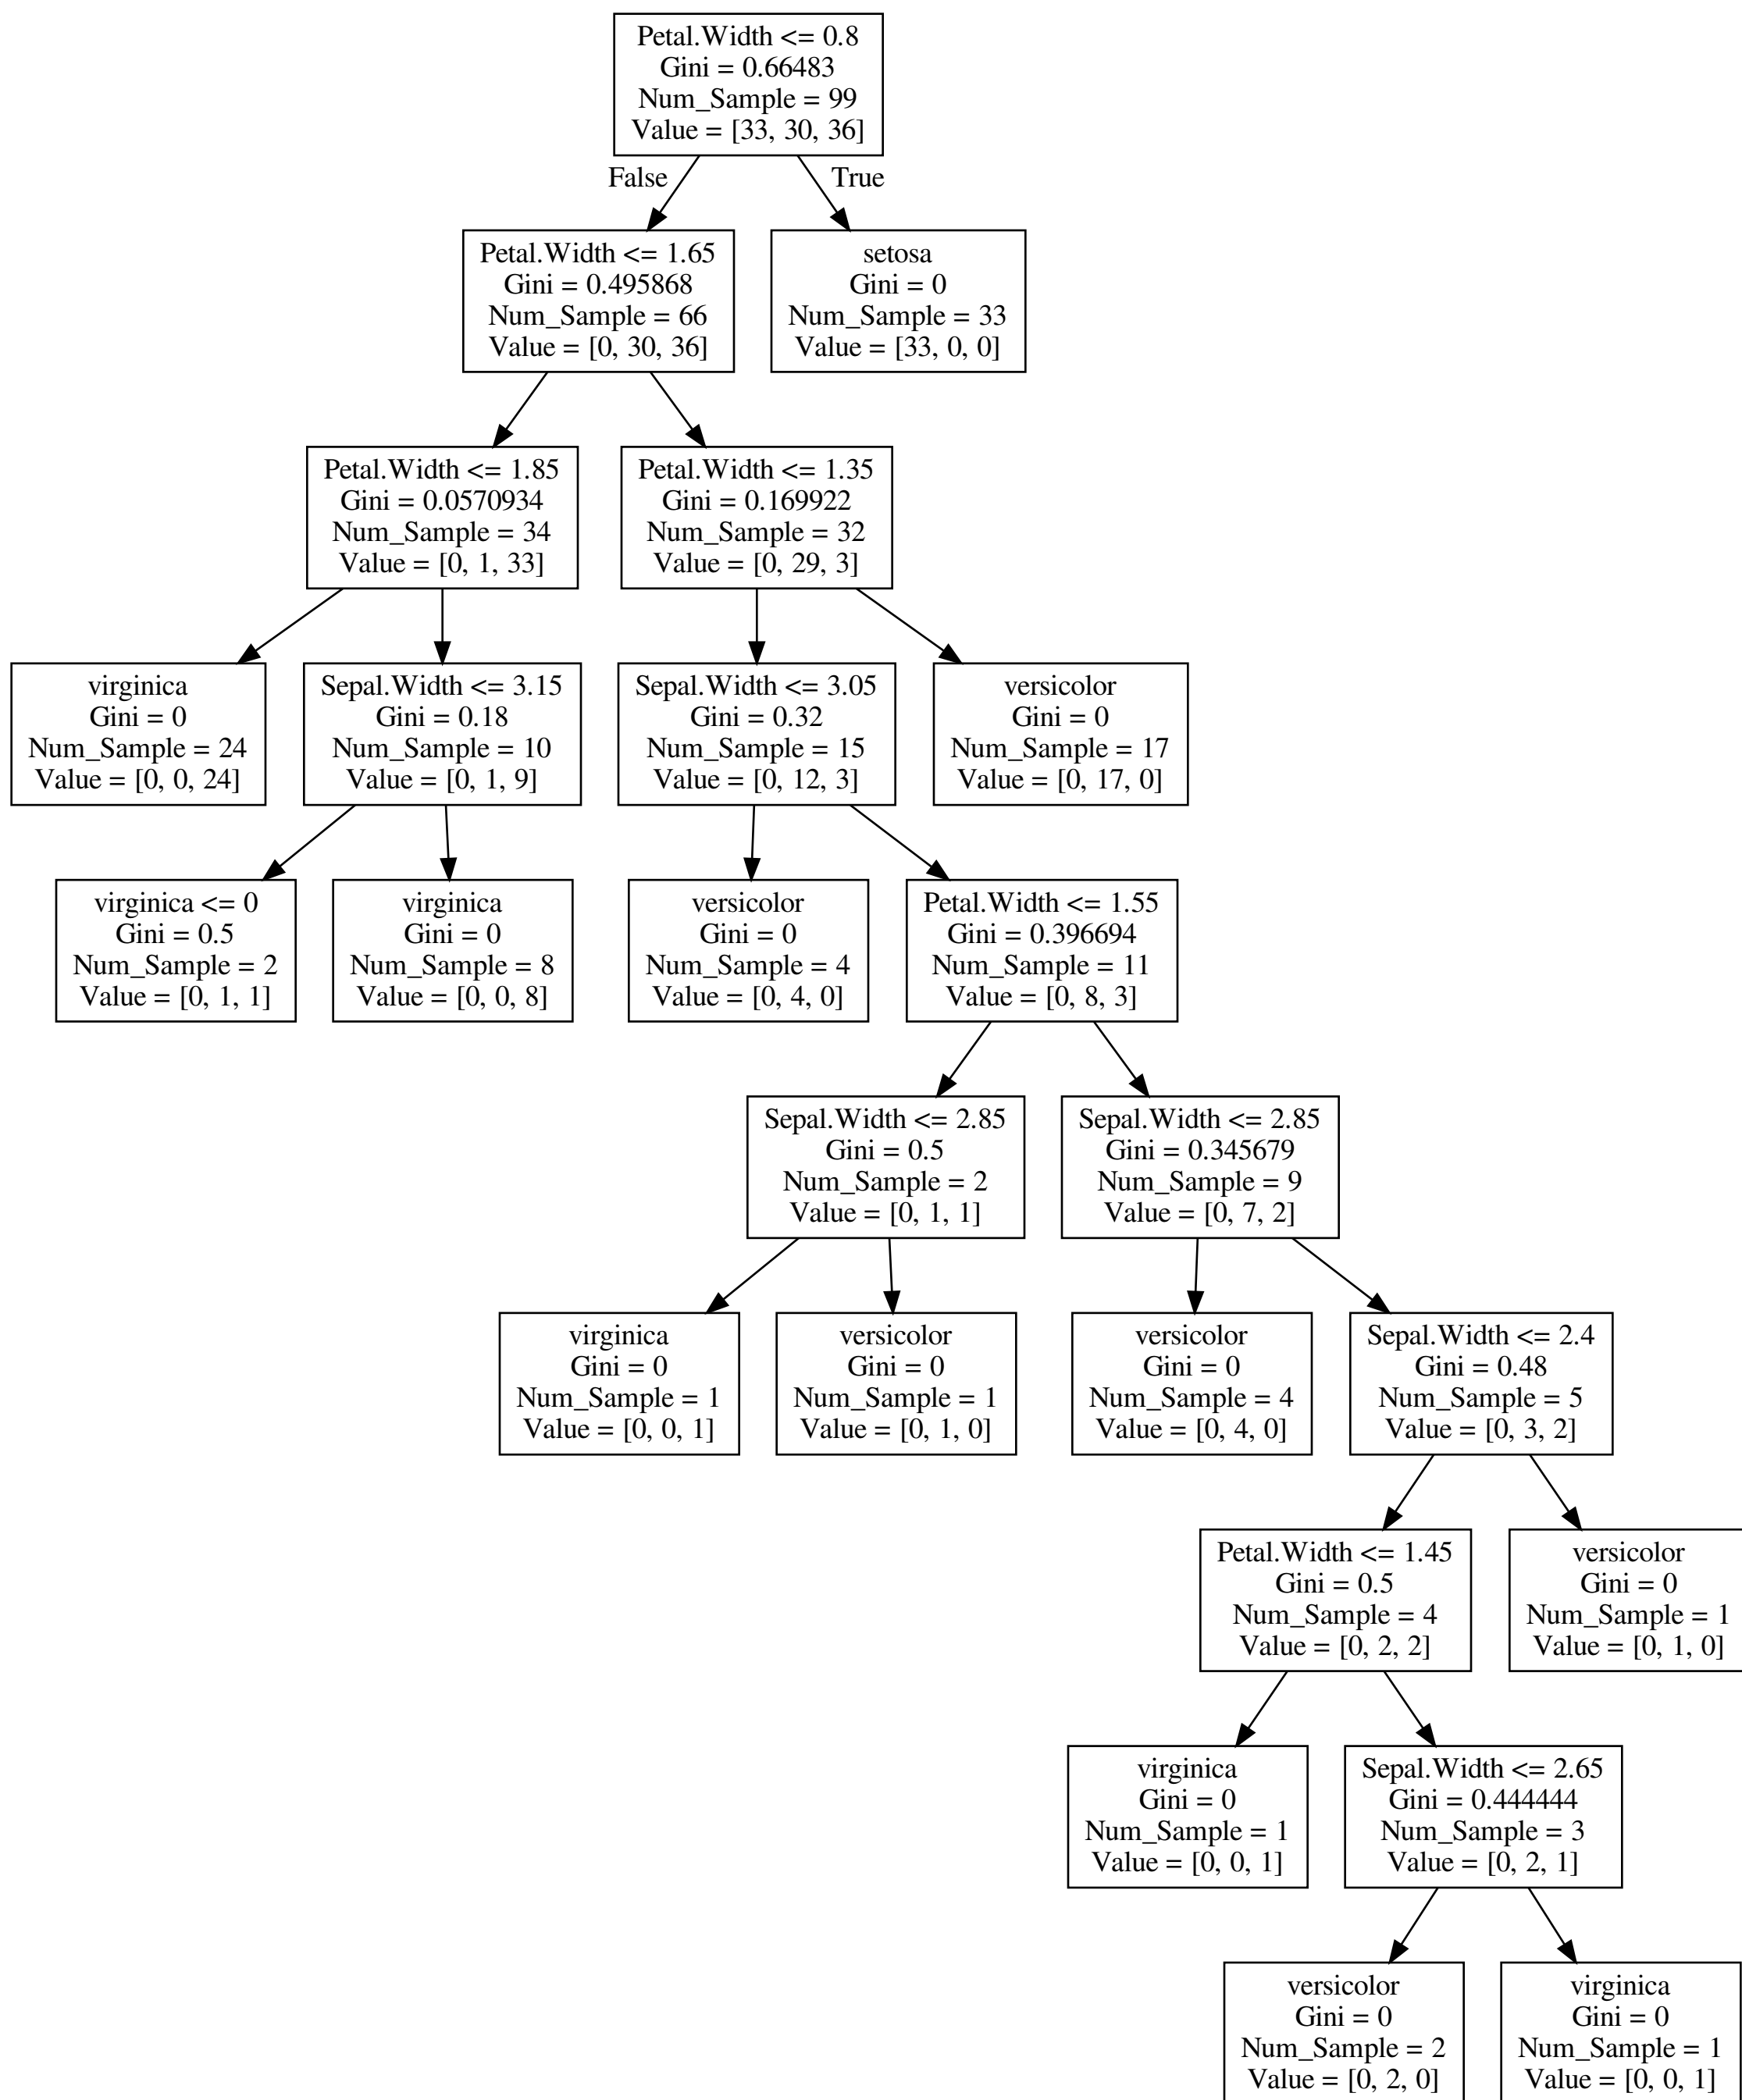 Petal.Width <= 0.8
Gini = 0.66483
Num_Sample = 99
Value = [33, 30, 36]
False
True
Petal.Width <= 1.65
Gini = 0.495868
Num_Sample = 66
Value = [0, 30, 36]
setosa
Gini = 0
Num_Sample = 33
Value = [33, 0, 0]
Petal.Width <= 1.85
Gini = 0.0570934
Num_Sample = 34
Value = [0, 1, 33]
Petal.Width <= 1.35
Gini = 0.169922
Num_Sample = 32
Value = [0, 29, 3]
virginica
Gini = 0
Num_Sample = 24
Value = [0, 0, 24]
Sepal.Width <= 3.15
Gini = 0.18
Num_Sample = 10
Value = [0, 1, 9]
Sepal.Width <= 3.05
Gini = 0.32
Num_Sample = 15
Value = [0, 12, 3]
versicolor
Gini = 0
Num_Sample = 17
Value = [0, 17, 0]
virginica <= 0
Gini = 0.5
Num_Sample = 2
Value = [0, 1, 1]
virginica
Gini = 0
Num_Sample = 8
Value = [0, 0, 8]
versicolor
Gini = 0
Num_Sample = 4
Value = [0, 4, 0]
Petal.Width <= 1.55
Gini = 0.396694
Num_Sample = 11
Value = [0, 8, 3]
Sepal.Width <= 2.85
Gini = 0.5
Num_Sample = 2
Value = [0, 1, 1]
Sepal.Width <= 2.85
Gini = 0.345679
Num_Sample = 9
Value = [0, 7, 2]
virginica
Gini = 0
Num_Sample = 1
Value = [0, 0, 1]
versicolor
Gini = 0
Num_Sample = 1
Value = [0, 1, 0]
versicolor
Gini = 0
Num_Sample = 4
Value = [0, 4, 0]
Sepal.Width <= 2.4
Gini = 0.48
Num_Sample = 5
Value = [0, 3, 2]
Petal.Width <= 1.45
Gini = 0.5
Num_Sample = 4
Value = [0, 2, 2]
versicolor
Gini = 0
Num_Sample = 1
Value = [0, 1, 0]
virginica
Gini = 0
Num_Sample = 1
Value = [0, 0, 1]
Sepal.Width <= 2.65
Gini = 0.444444
Num_Sample = 3
Value = [0, 2, 1]
versicolor
Gini = 0
Num_Sample = 2
Value = [0, 2, 0]
virginica
Gini = 0
Num_Sample = 1
Value = [0, 0, 1]